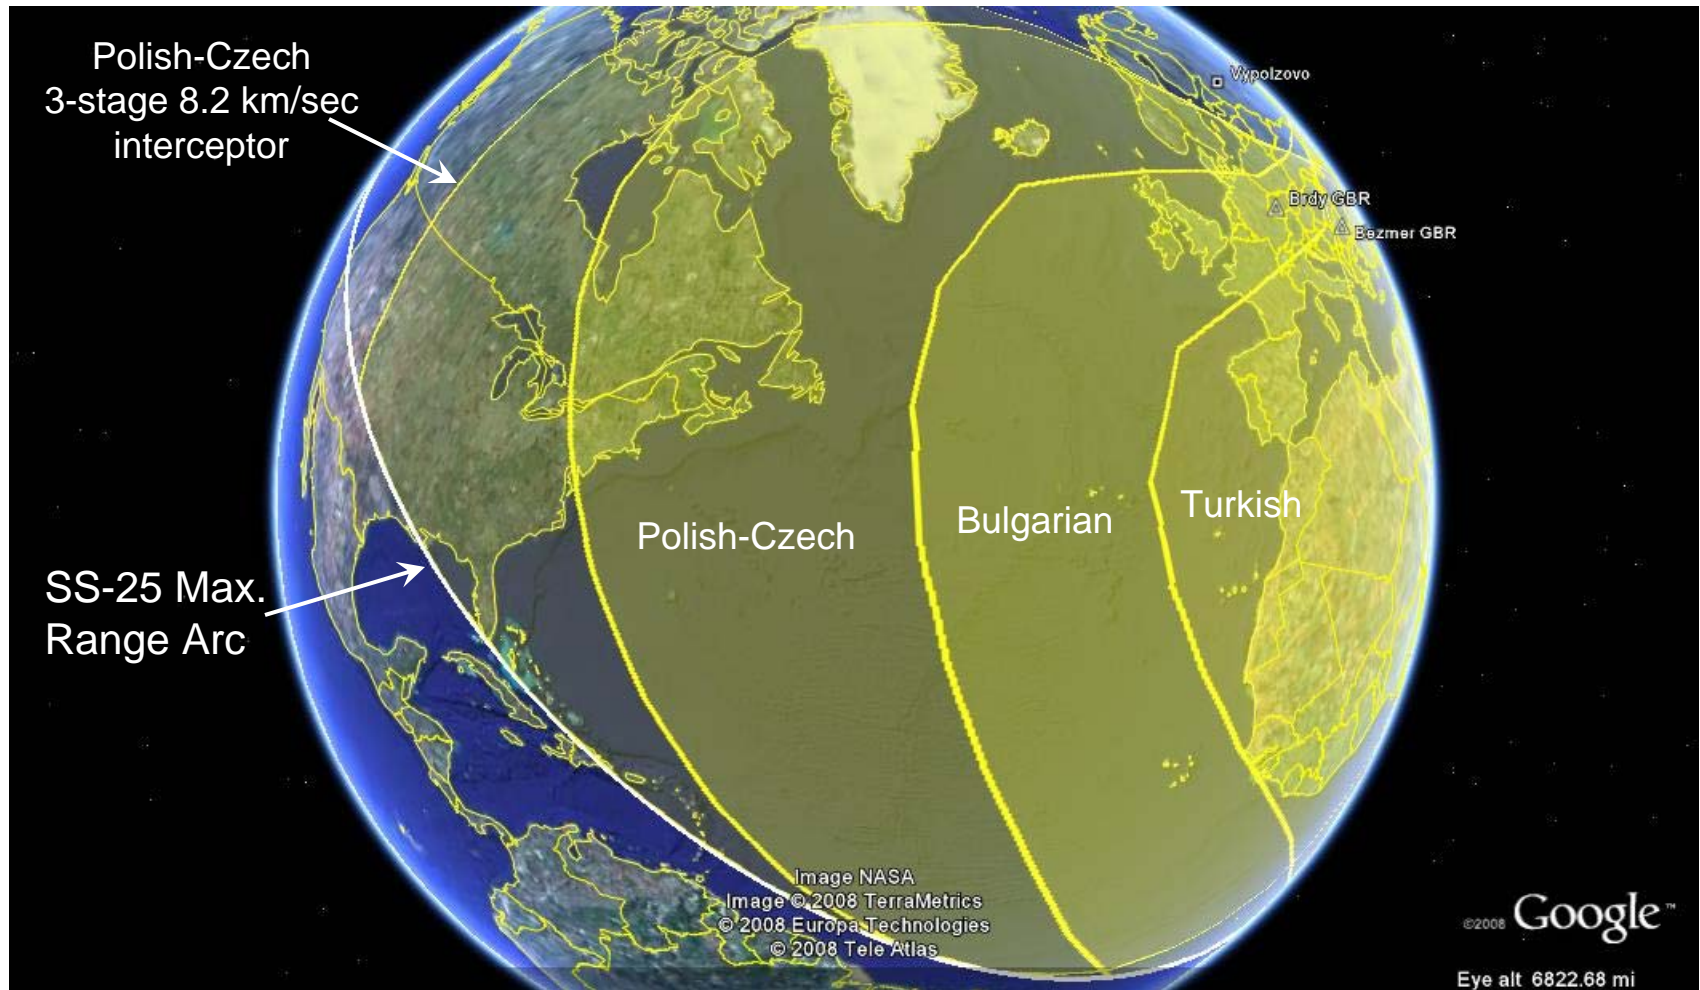 Polish-Czech
3-stage 8.2 km/sec
interceptor
Vypolzovo
Brdy GBR
Bezmer GBR
Polish-Czech
Bulgarian
Turkish
SS-25 Max.
Range Arc
Image NASA
Image © 2008 TerraMetrics
© 2008 Europa Technologies
© 2008 Tele Atlas
©2008 Google™
Eye alt 6822.68 mi